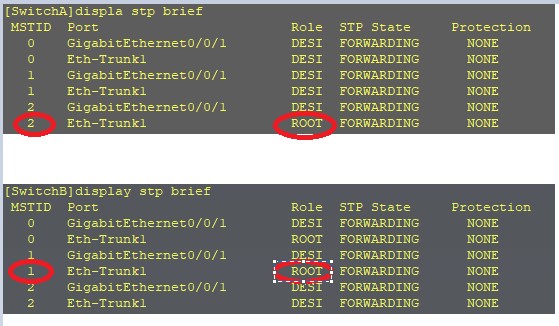 [SwitchA]displa stp brief
MSTID Port Role STP State Protection
0 GigabitEthernet0/0/1 DESI FORWARDING NONE
0 Eth-Trunk1 DESI FORWARDING NONE
1 GigabitEthernet0/0/1 DESI FORWARDING NONE
1 Eth-Trunk1 DESI FORWARDING NONE
2 GigabitEthernet0/0/1 DESI FORWARDING NONE
2 Eth-Trunk1 ROOT FORWARDING NONE
[SwitchB]display stp brief
MSTID Port Role STP State Protection
0 GigabitEthernet0/0/1 DESI FORWARDING NONE
0 Eth-Trunk1 ROOT FORWARDING NONE
1 GigabitEthernet0/0/1 DESI FORWARDING NONE
1 Eth-Trunk1 ROOT FORWARDING NONE
2 GigabitEthernet0/0/1 DESI FORWARDING NONE
2 Eth-Trunk1 DESI FORWARDING NONE